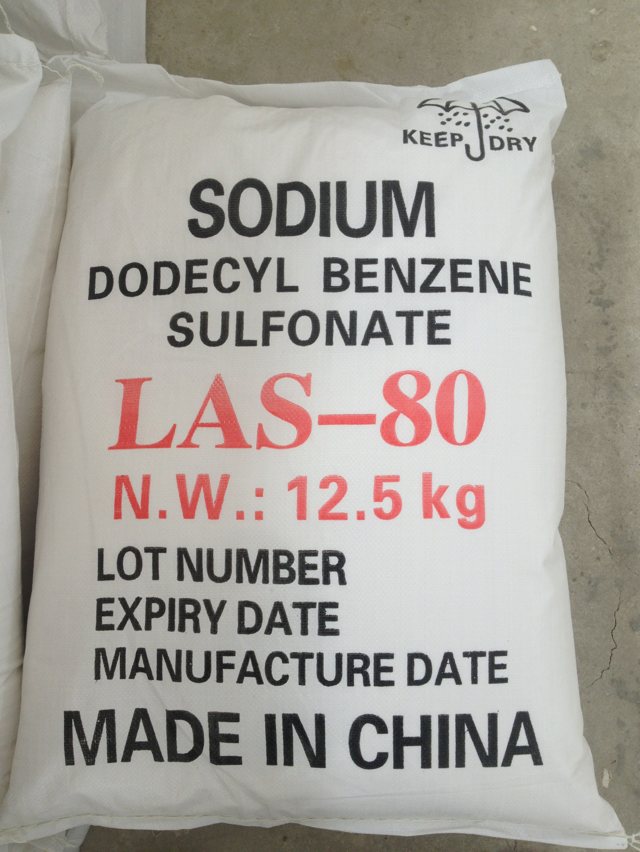 KEEP DRY
SODIUM
DODECYL BENZENE
SULFONATE
LAS-80
N.W.: 12.5 kg
LOT NUMBER
EXPIRY DATE
MANUFACTURE DATE
MADE IN CHINA